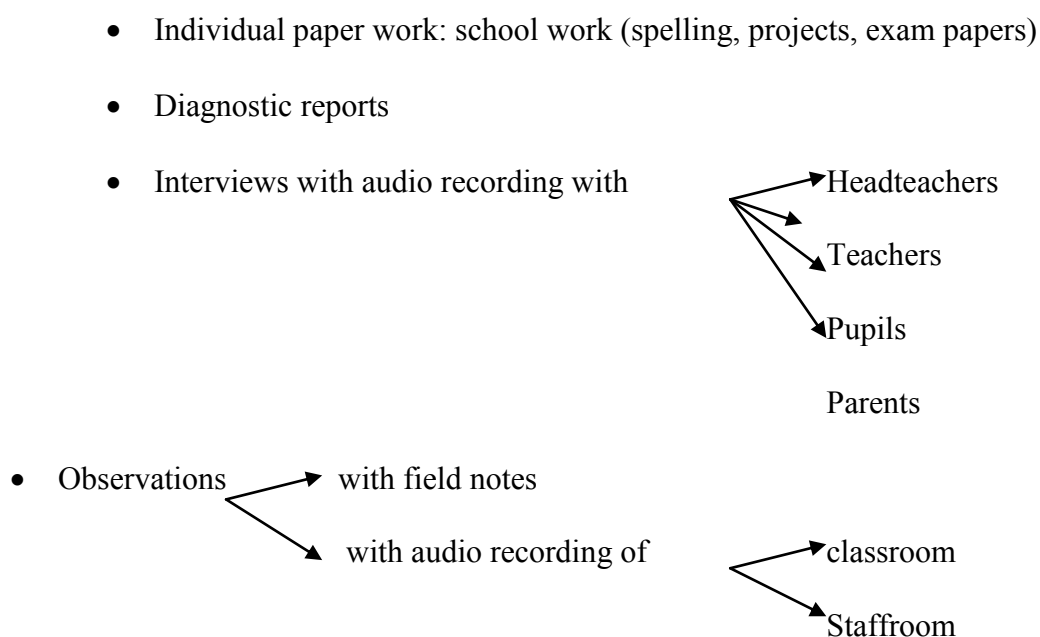 • Individual paper work: school work (spelling, projects, exam papers)
• Diagnostic reports
• Interviews with audio recording with Headteachers
Teachers
Pupils
Parents
• Observations with field notes
with audio recording of classroom
Staffroom